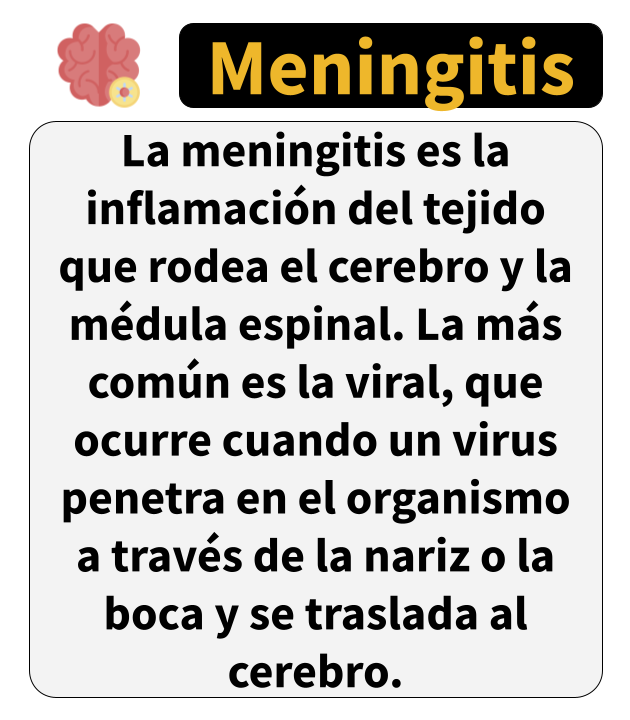 Meningitis
La meningitis es la
inflamación del tejido
que rodea el cerebro y la
médula espinal. La más
común es la viral, que
ocurre cuando un virus
penetra en el organismo
a través de la nariz o la
boca y se traslada al
cerebro.